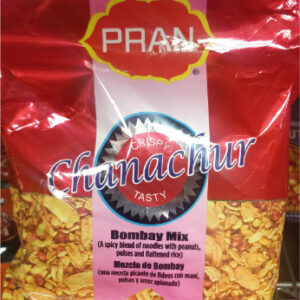 PRAN
®
CRISPY
Chanachur
TASTY
Bombay Mix
(A spicy blend of noodles with peanuts,
pulses and flattened rice)
Mezcla de Bombay
(una mezcla picante de fideos con maní,
pulses y arroz aplanado)